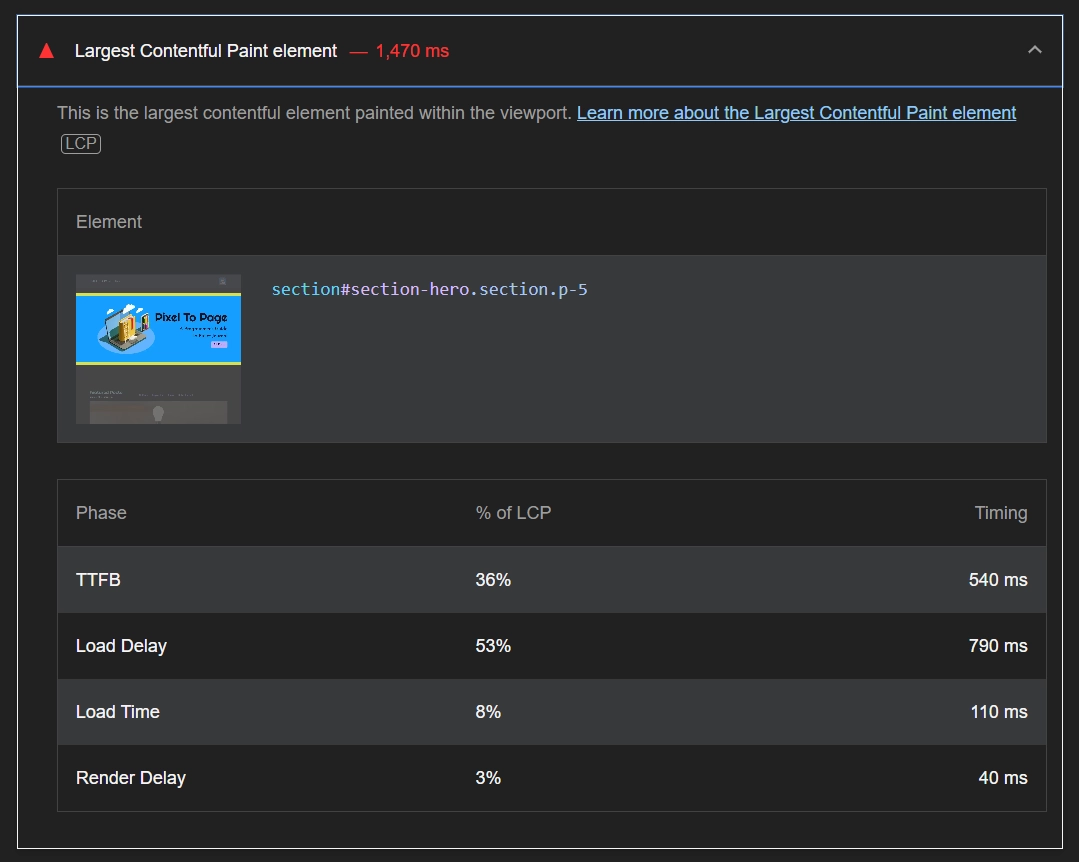 Largest Contentful Paint element — 1,470 ms
This is the largest contentful element painted within the viewport. Learn more about the Largest Contentful Paint element
LCP
Element
Pixel To Page
section#section-hero.section.p-5
Phase % of LCP Timing
TTFB 36% 540 ms
Load Delay 53% 790 ms
Load Time 8% 110 ms
Render Delay 3% 40 ms